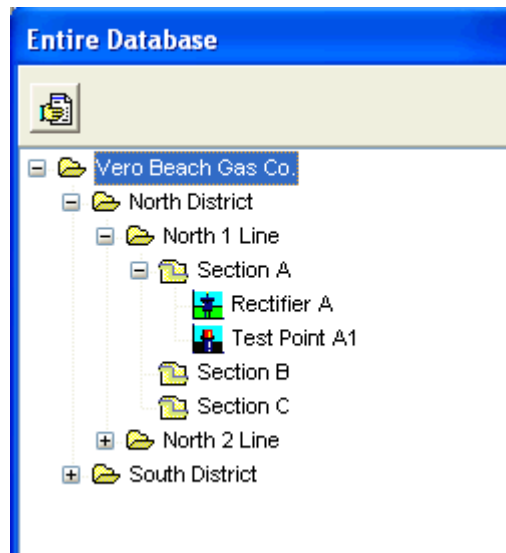 Entire Database
Vero Beach Gas Co.
North District
North 1 Line
Section A
Rectifier A
Test Point A1
Section B
Section C
North 2 Line
South District